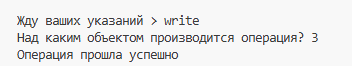 Жду ваших указаний > write
Над каким объектом производится операция? 3
Операция прошла успешно